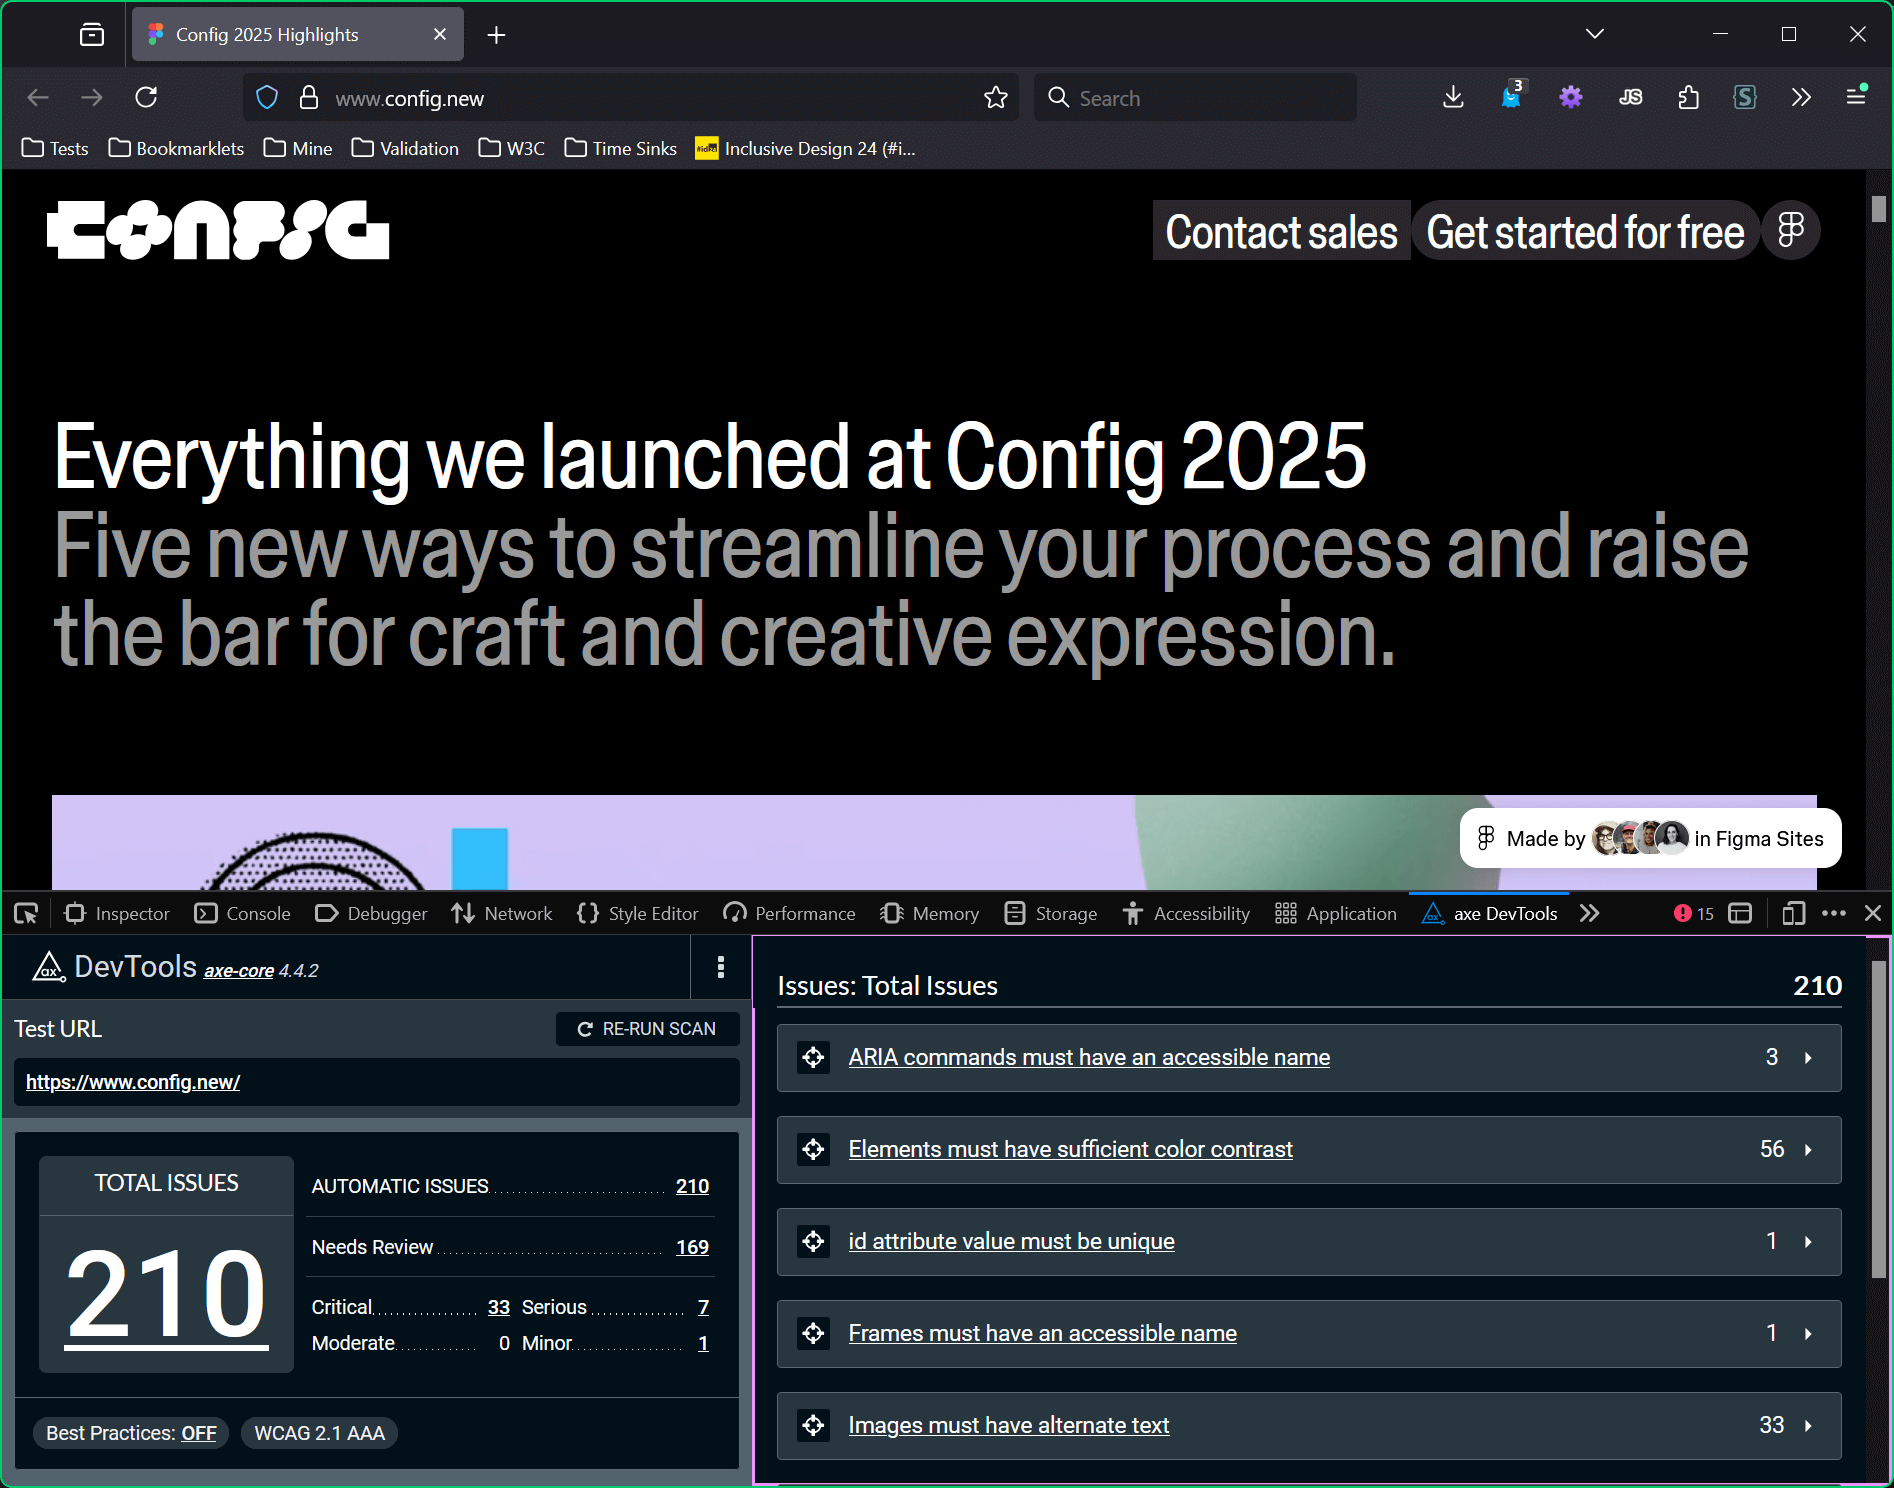 Config 2025 Highlights
www.config.new
Search
3
JS
S
Tests
Bookmarklets
Mine
Validation
W3C
Time Sinks
Inclusive Design 24 (#i...
CONFIG
Contact sales
Get started for free
Everything we launched at Config 2025
Five new ways to streamline your process and raise
the bar for craft and creative expression.
Made by
in Figma Sites
Inspector
Console
Debugger
Network
Style Editor
Performance
Memory
Storage
Accessibility
Application
axe DevTools
15
ax DevTools axe-core 4.4.2
Test URL
RE-RUN SCAN
https://www.config.new/
TOTAL ISSUES
210
AUTOMATIC ISSUES 210
Needs Review 169
Critical 33 Serious 7
Moderate 0 Minor 1
Best Practices: OFF
WCAG 2.1 AAA
Issues: Total Issues 210
ARIA commands must have an accessible name 3
Elements must have sufficient color contrast 56
id attribute value must be unique 1
Frames must have an accessible name 1
Images must have alternate text 33